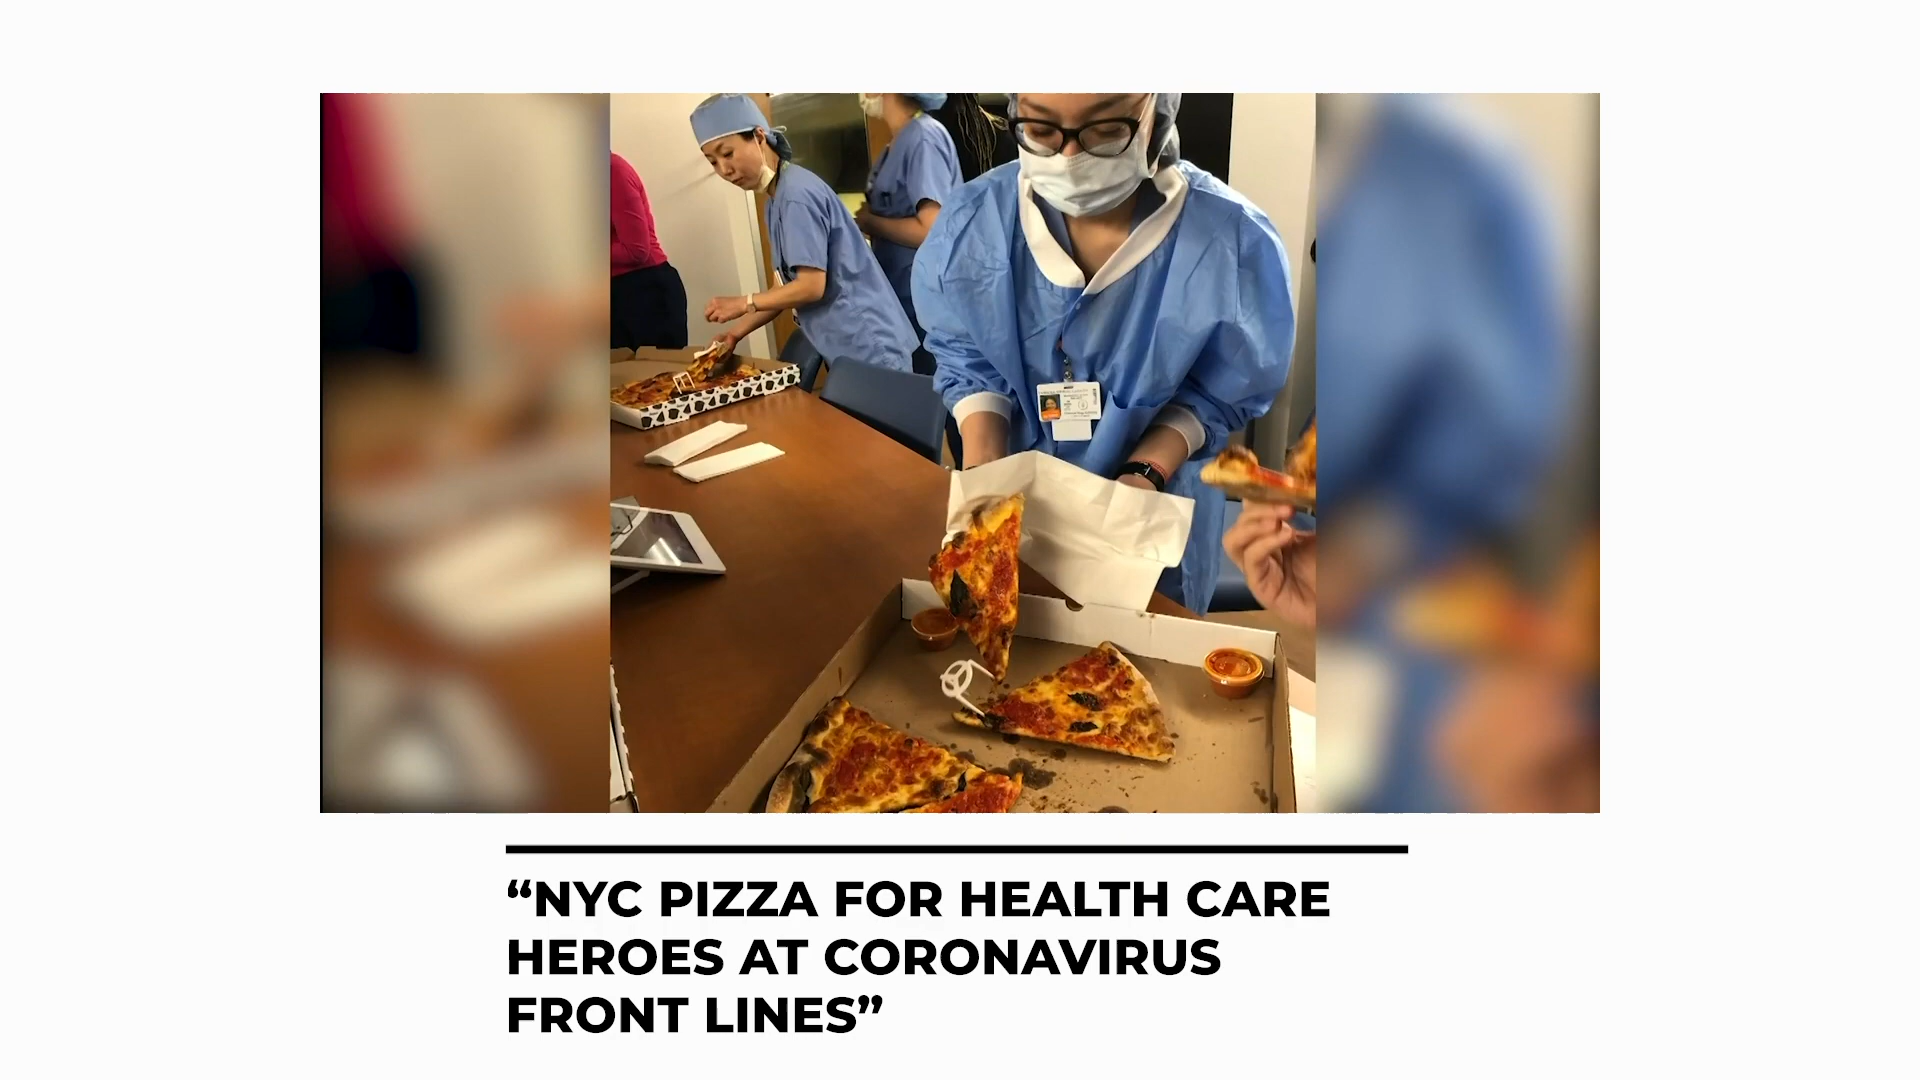 “NYC PIZZA FOR HEALTH CARE
HEROES AT CORONAVIRUS
FRONT LINES”